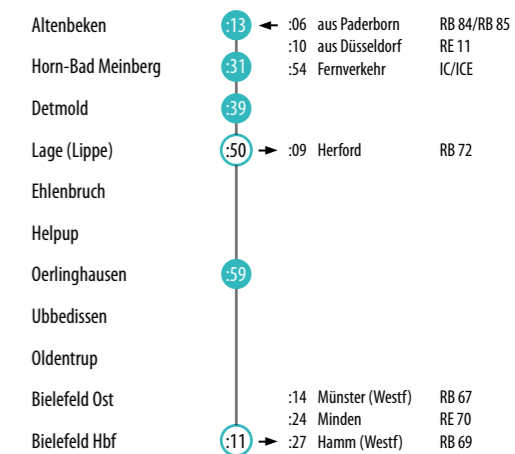 Altenbeken :13 :06 aus Paderborn RB 84/RB 85
:10 aus Düsseldorf RE 11
Horn-Bad Meinberg :31 :54 Fernverkehr IC/ICE
Detmold :39
Lage (Lippe) :50 :09 Herford RB 72
Ehlenbruch
Helpup
Oerlinghausen :59
Ubbedissen
Oldentrup
Bielefeld Ost :14 Münster (Westf) RB 67
:24 Minden RE 70
Bielefeld Hbf :11 :27 Hamm (Westf) RB 69